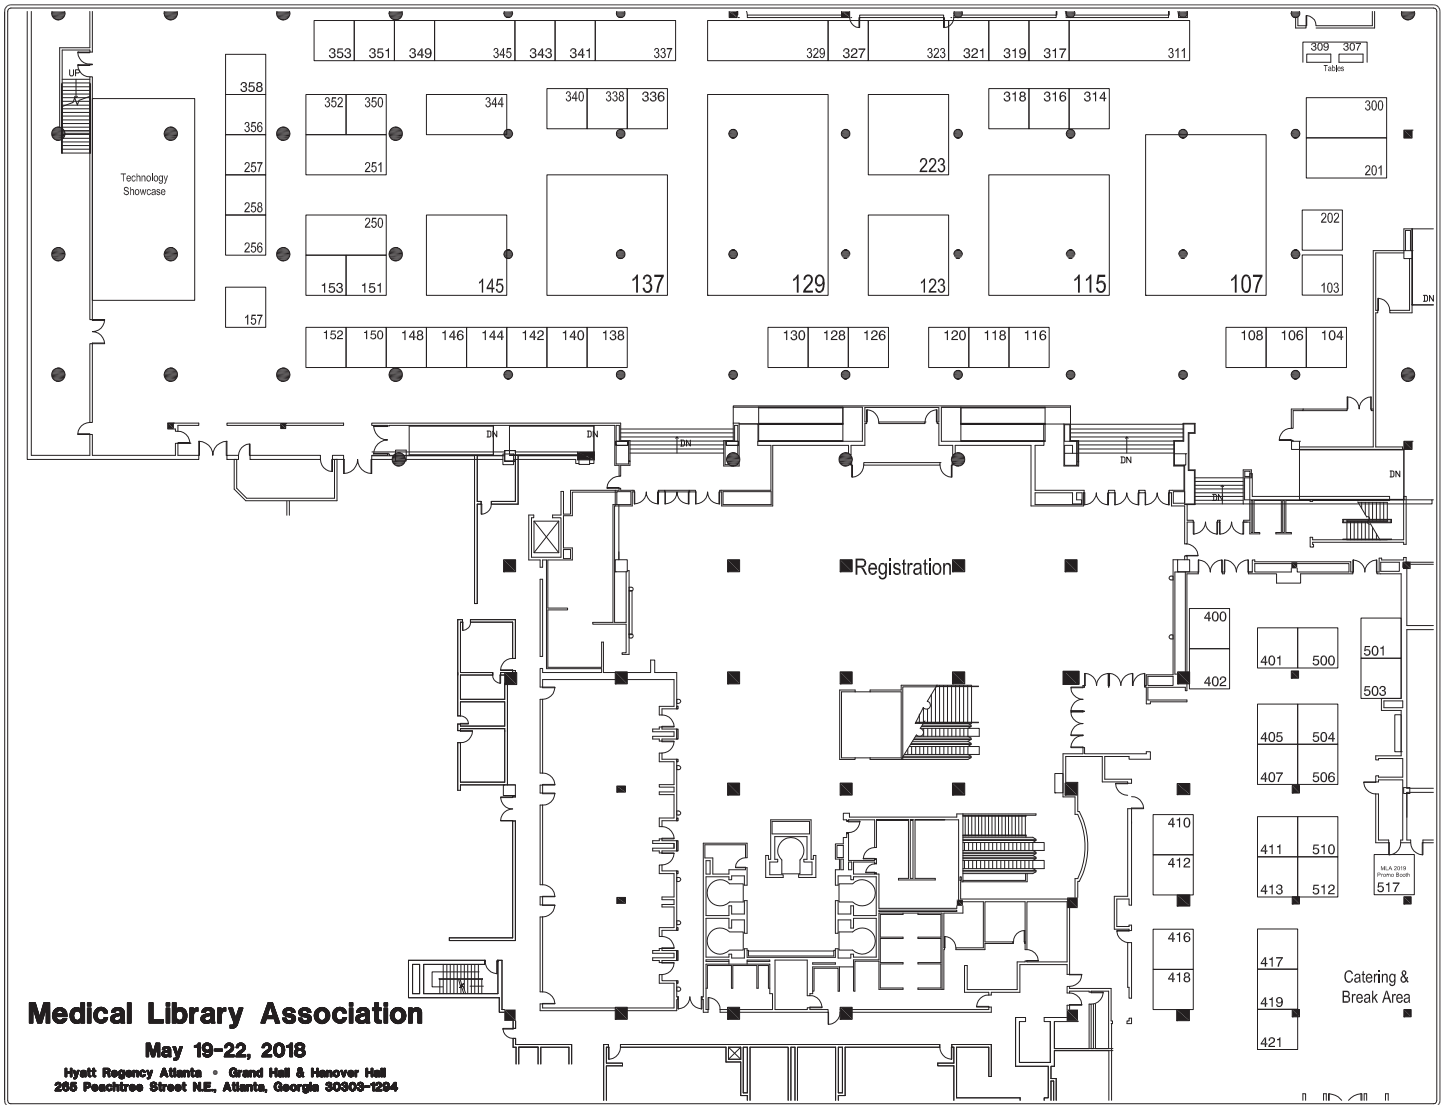 353 351 349 345 343 341 337 329 327 323 321 319 317 311
309 307
Tables
UP
358
352 350 344 340 338 336 318 316 314 300
356
257 251 223 201
Technology
Showcase
258
250 202
256
153 151 145 137 129 123 115 107 103
DN
157
152 150 148 146 144 142 140 138 130 128 126 120 118 116 108 106 104
DN DN DN DN DN DN
Registration
400
401 500 501
402 503
405 504
407 506
410
411 510
412
413 512
MLA 2019
Promo Booth
517
416
417
418 419
421
Catering &
Break Area
Medical Library Association
May 19-22, 2018
Hyatt Regency Atlanta • Grand Hall & Hanover Hall
265 Peachtree Street N.E., Atlanta, Georgia 30303-1294